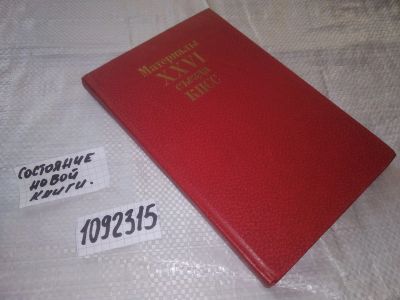 Материалы
XXVI
съезда
КПСС
СОСТОЯНИЕ
НОВОЙ
КНИГИ.
1092315